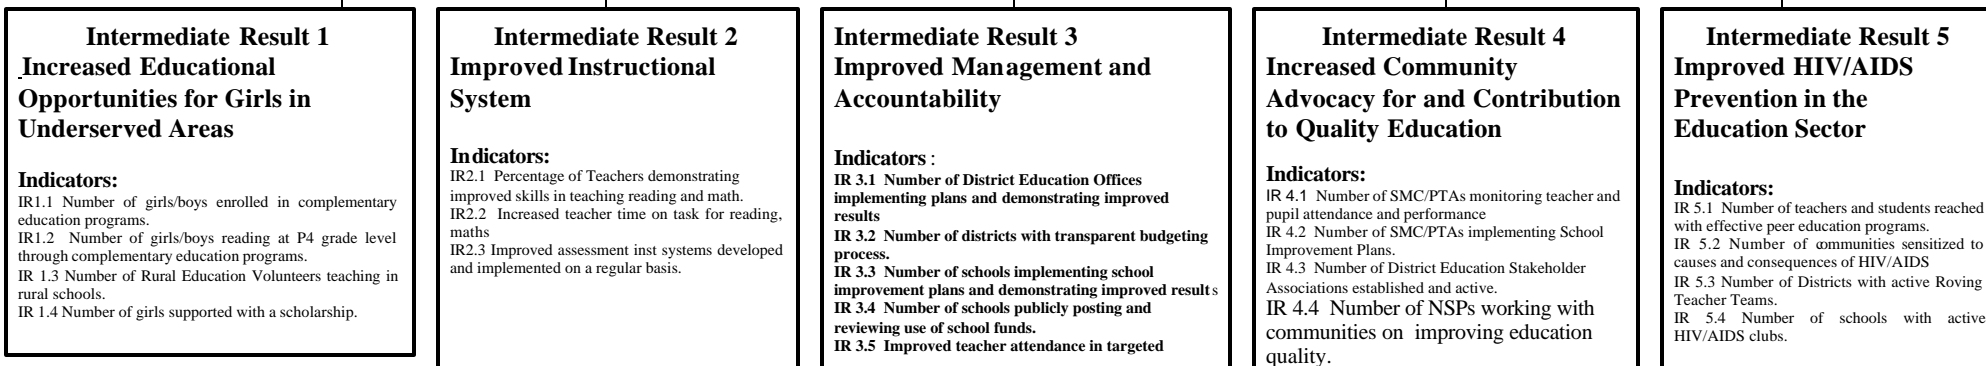 Intermediate Result 1
Increased Educational
Opportunities for Girls in
Underserved Areas
Indicators:
IR1.1 Number of girls/boys enrolled in complementary
education programs.
IR1.2 Number of girls/boys reading at P4 grade level
through complementary education programs.
IR 1.3 Number of Rural Education Volunteers teaching in
rural schools.
IR 1.4 Number of girls supported with a scholarship.
Intermediate Result 2
Improved Instructional
System
Indicators:
IR2.1 Percentage of Teachers demonstrating
improved skills in teaching reading and math.
IR2.2 Increased teacher time on task for reading,
maths
IR2.3 Improved assessment inst systems developed
and implemented on a regular basis.
Intermediate Result 3
Improved Management and
Accountability
Indicators :
IR 3.1 Number of District Education Offices
implementing plans and demonstrating improved
results
IR 3.2 Number of districts with transparent budgeting
process.
IR 3.3 Number of schools implementing school
improvement plans and demonstrating improved results
IR 3.4 Number of schools publicly posting and
reviewing use of school funds.
IR 3.5 Improved teacher attendance in targeted
Intermediate Result 4
Increased Community
Advocacy for and Contribution
to Quality Education
Indicators:
IR 4.1 Number of SMC/PTAs monitoring teacher and
pupil attendance and performance
IR 4.2 Number of SMC/PTAs implementing School
Improvement Plans.
IR 4.3 Number of District Education Stakeholder
Associations established and active.
IR 4.4 Number of NSPs working with
communities on improving education
quality.
Intermediate Result 5
Improved HIV/AIDS
Prevention in the
Education Sector
Indicators:
IR 5.1 Number of teachers and students reached
with effective peer education programs.
IR 5.2 Number of communities sensitized to
causes and consequences of HIV/AIDS
IR 5.3 Number of Districts with active Roving
Teacher Teams.
IR 5.4 Number of schools with active
HIV/AIDS clubs.